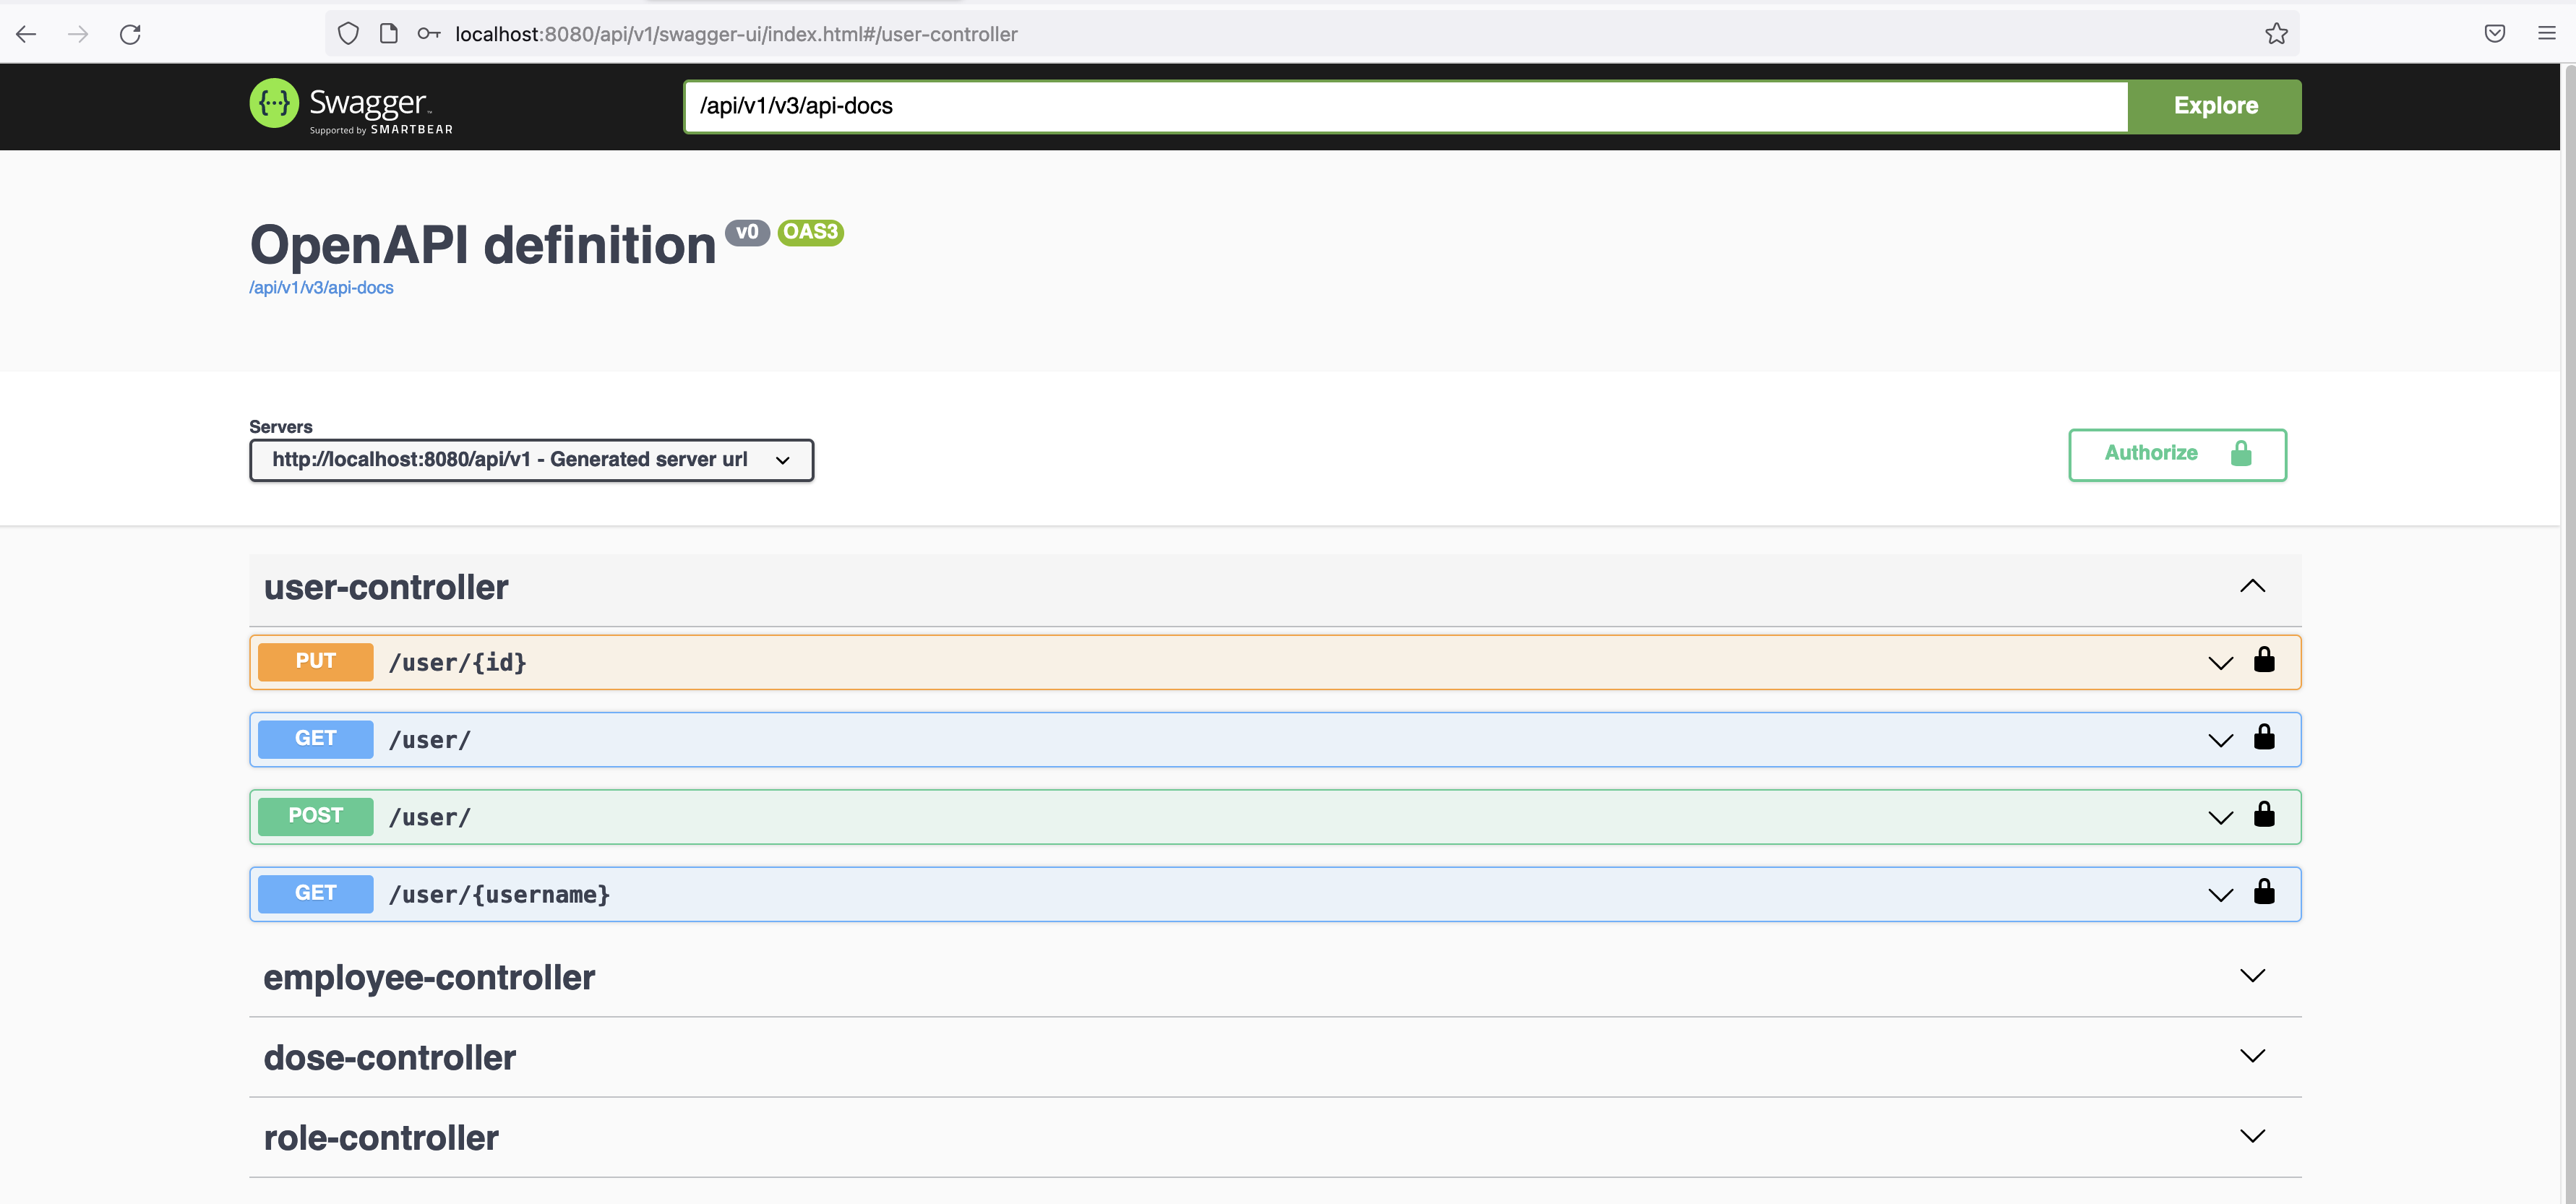 localhost:8080/api/v1/swagger-ui/index.html#/user-controller
{···} Swagger™
Supported by SMARTBEAR
/api/v1/v3/api-docs
Explore
OpenAPI definition v0 OAS3
/api/v1/v3/api-docs
Servers
http://localhost:8080/api/v1 - Generated server url
Authorize
user-controller
PUT /user/{id}
GET /user/
POST /user/
GET /user/{username}
employee-controller
dose-controller
role-controller